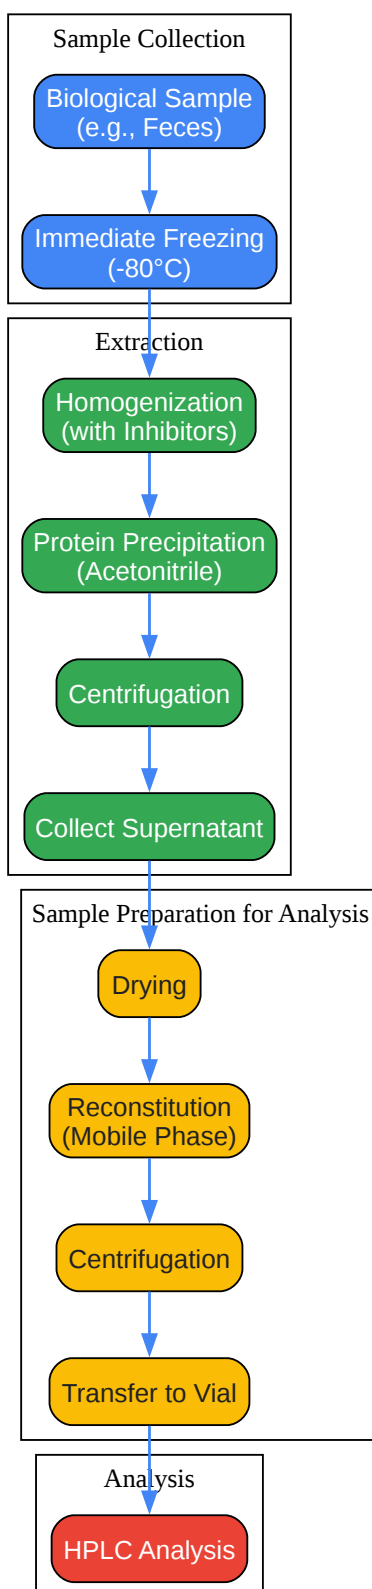 Sample Collection
Biological Sample
(e.g., Feces)
Immediate Freezing
(-80°C)
Extraction
Homogenization
(with Inhibitors)
Protein Precipitation
(Acetonitrile)
Centrifugation
Collect Supernatant
Sample Preparation for Analysis
Drying
Reconstitution
(Mobile Phase)
Centrifugation
Transfer to Vial
Analysis
HPLC Analysis